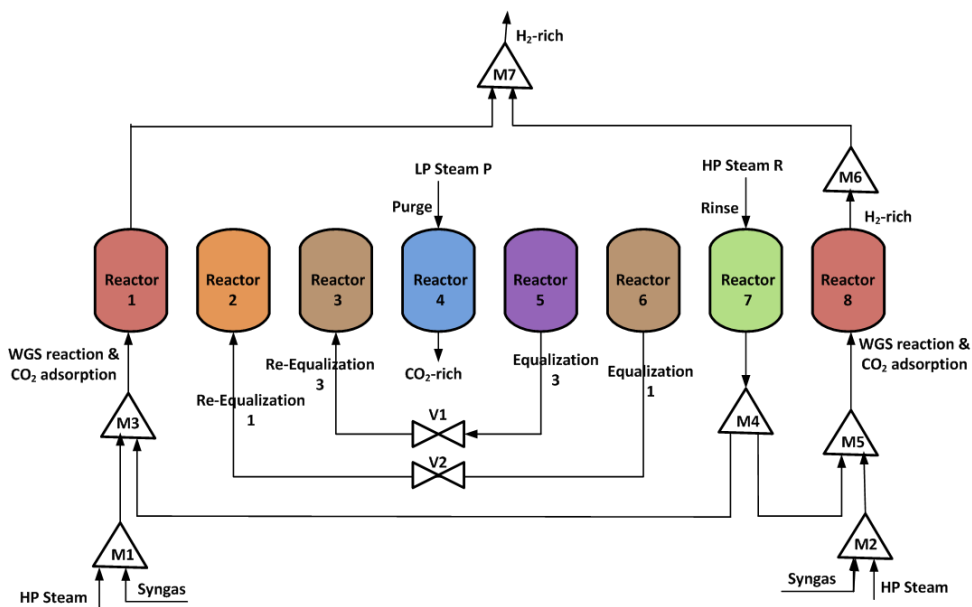 H₂-rich
M7
LP Steam P
HP Steam R
M6
Purge
Rinse
H₂-rich
Reactor
1
Reactor
2
Reactor
3
Reactor
4
Reactor
5
Reactor
6
Reactor
7
Reactor
8
WGS reaction &
CO₂ adsorption
Re-Equalization
3
CO₂-rich
Equalization
3
Equalization
1
WGS reaction &
CO₂ adsorption
Re-Equalization
1
V1
M3
M4
M5
V2
M1
M2
Syngas
HP Steam
Syngas
HP Steam